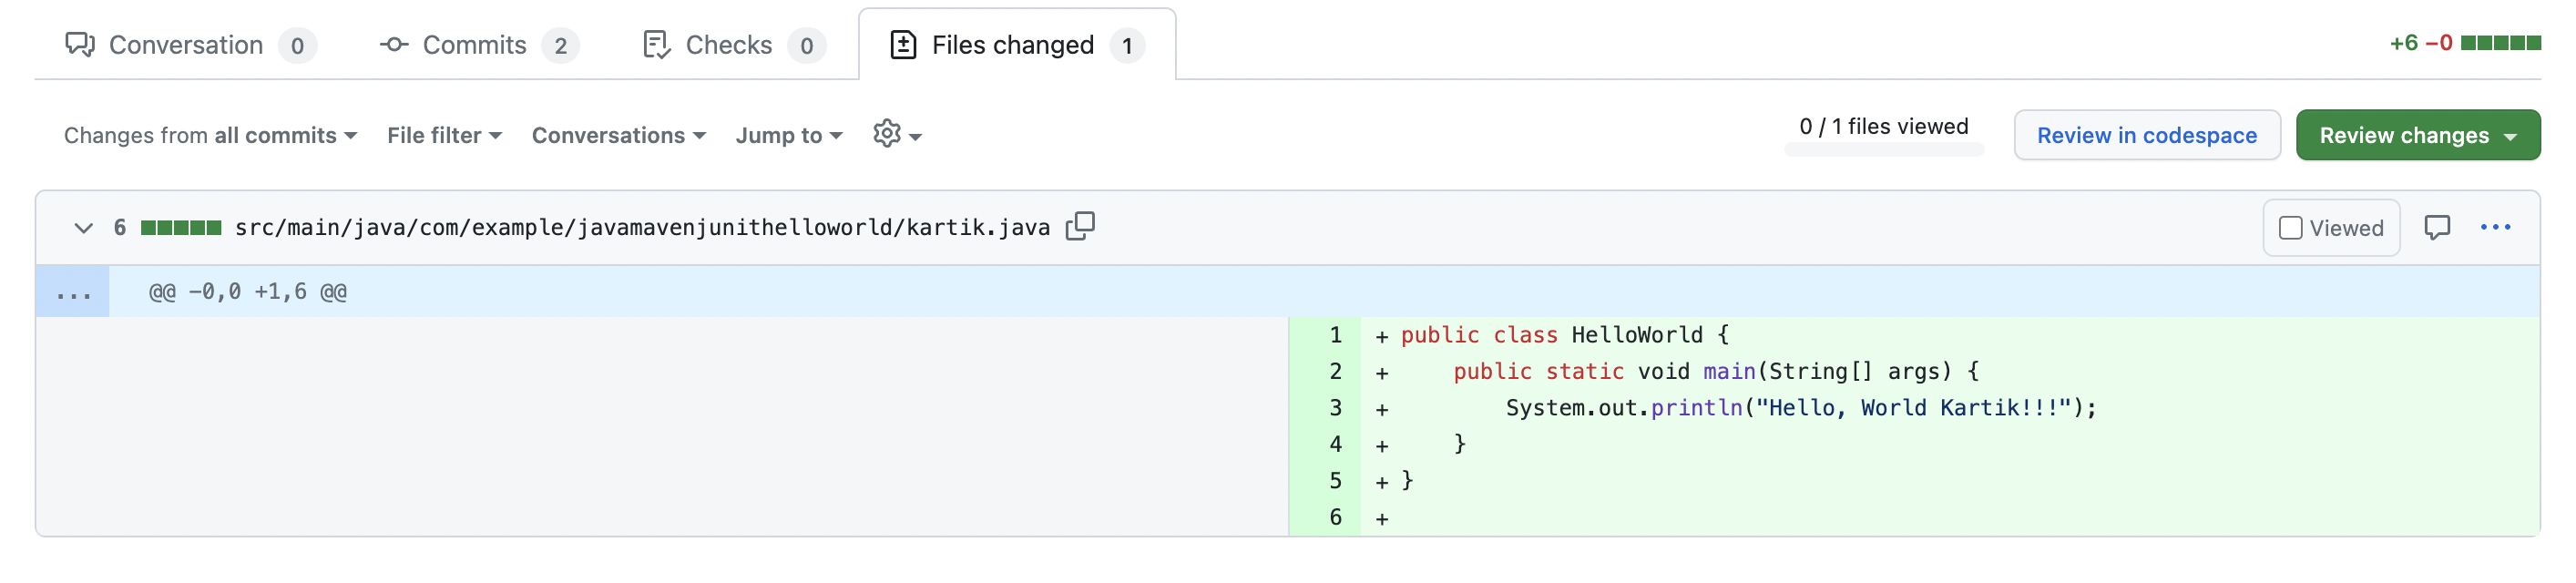 Conversation 0 Commits 2 Checks 0 Files changed 1 +6 −0
Changes from all commits File filter Conversations Jump to 0 / 1 files viewed Review in codespace Review changes
6 src/main/java/com/example/javamavenjunithelloworld/kartik.java Viewed ...
... @@ -0,0 +1,6 @@
1 + public class HelloWorld {
2 +     public static void main(String[] args) {
3 +         System.out.println("Hello, World Kartik!!!");
4 +     }
5 + }
6 +